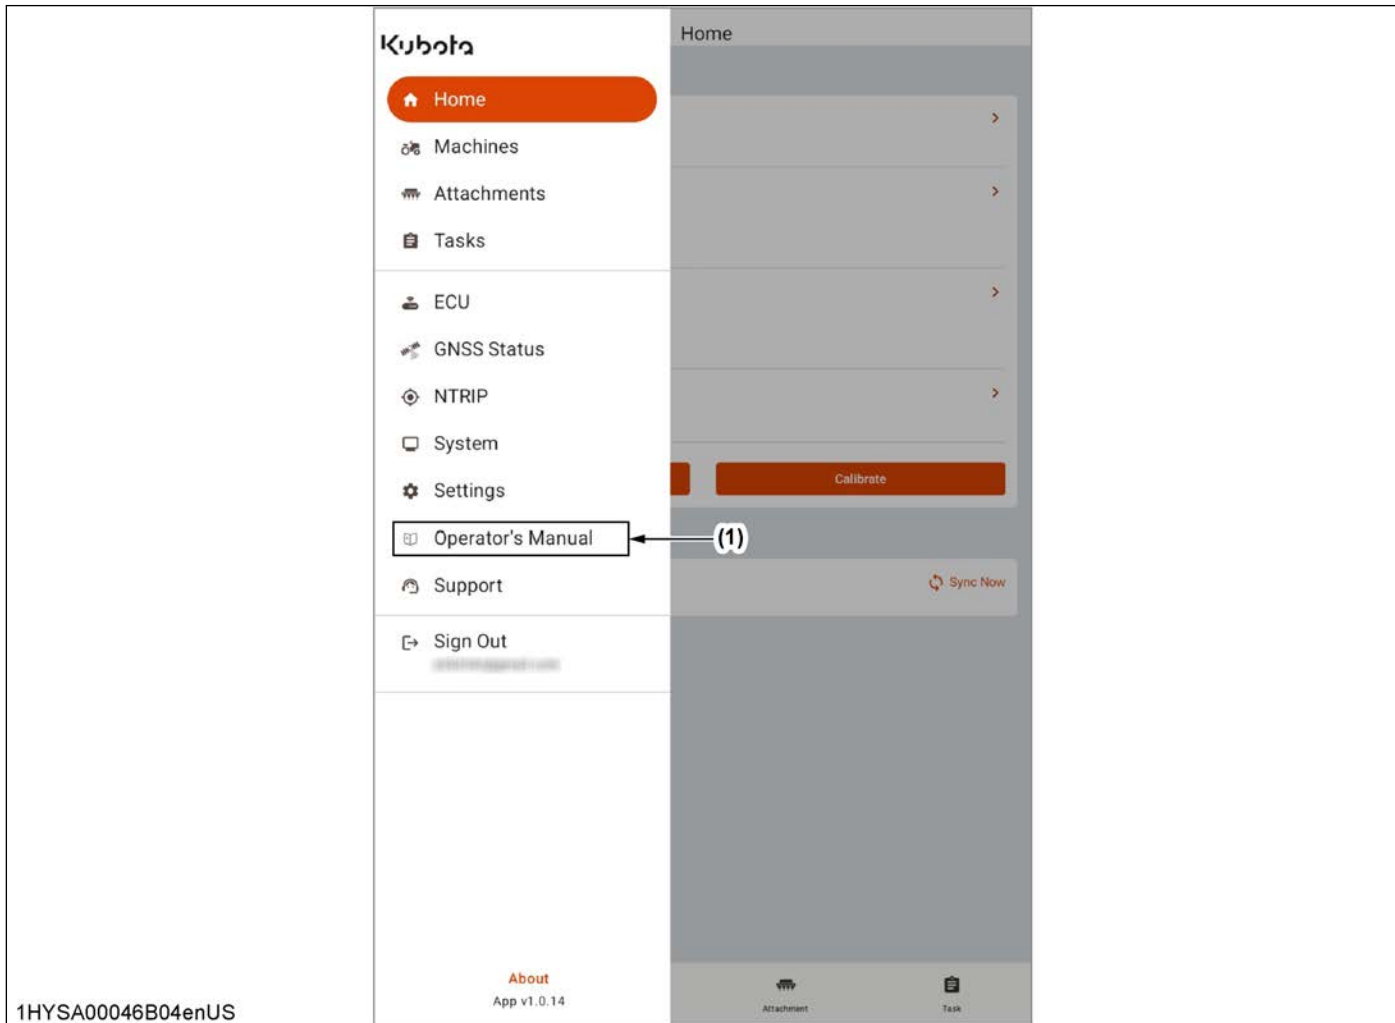 Kubota
Home
Home
Machines
Attachments
Tasks
ECU
GNSS Status
NTRIP
System
Settings
Calibrate
Operator's Manual
(1)
Support
Sync Now
Sign Out
About
App v1.0.14
Attachment
Task
1HYSA00046B04enUS